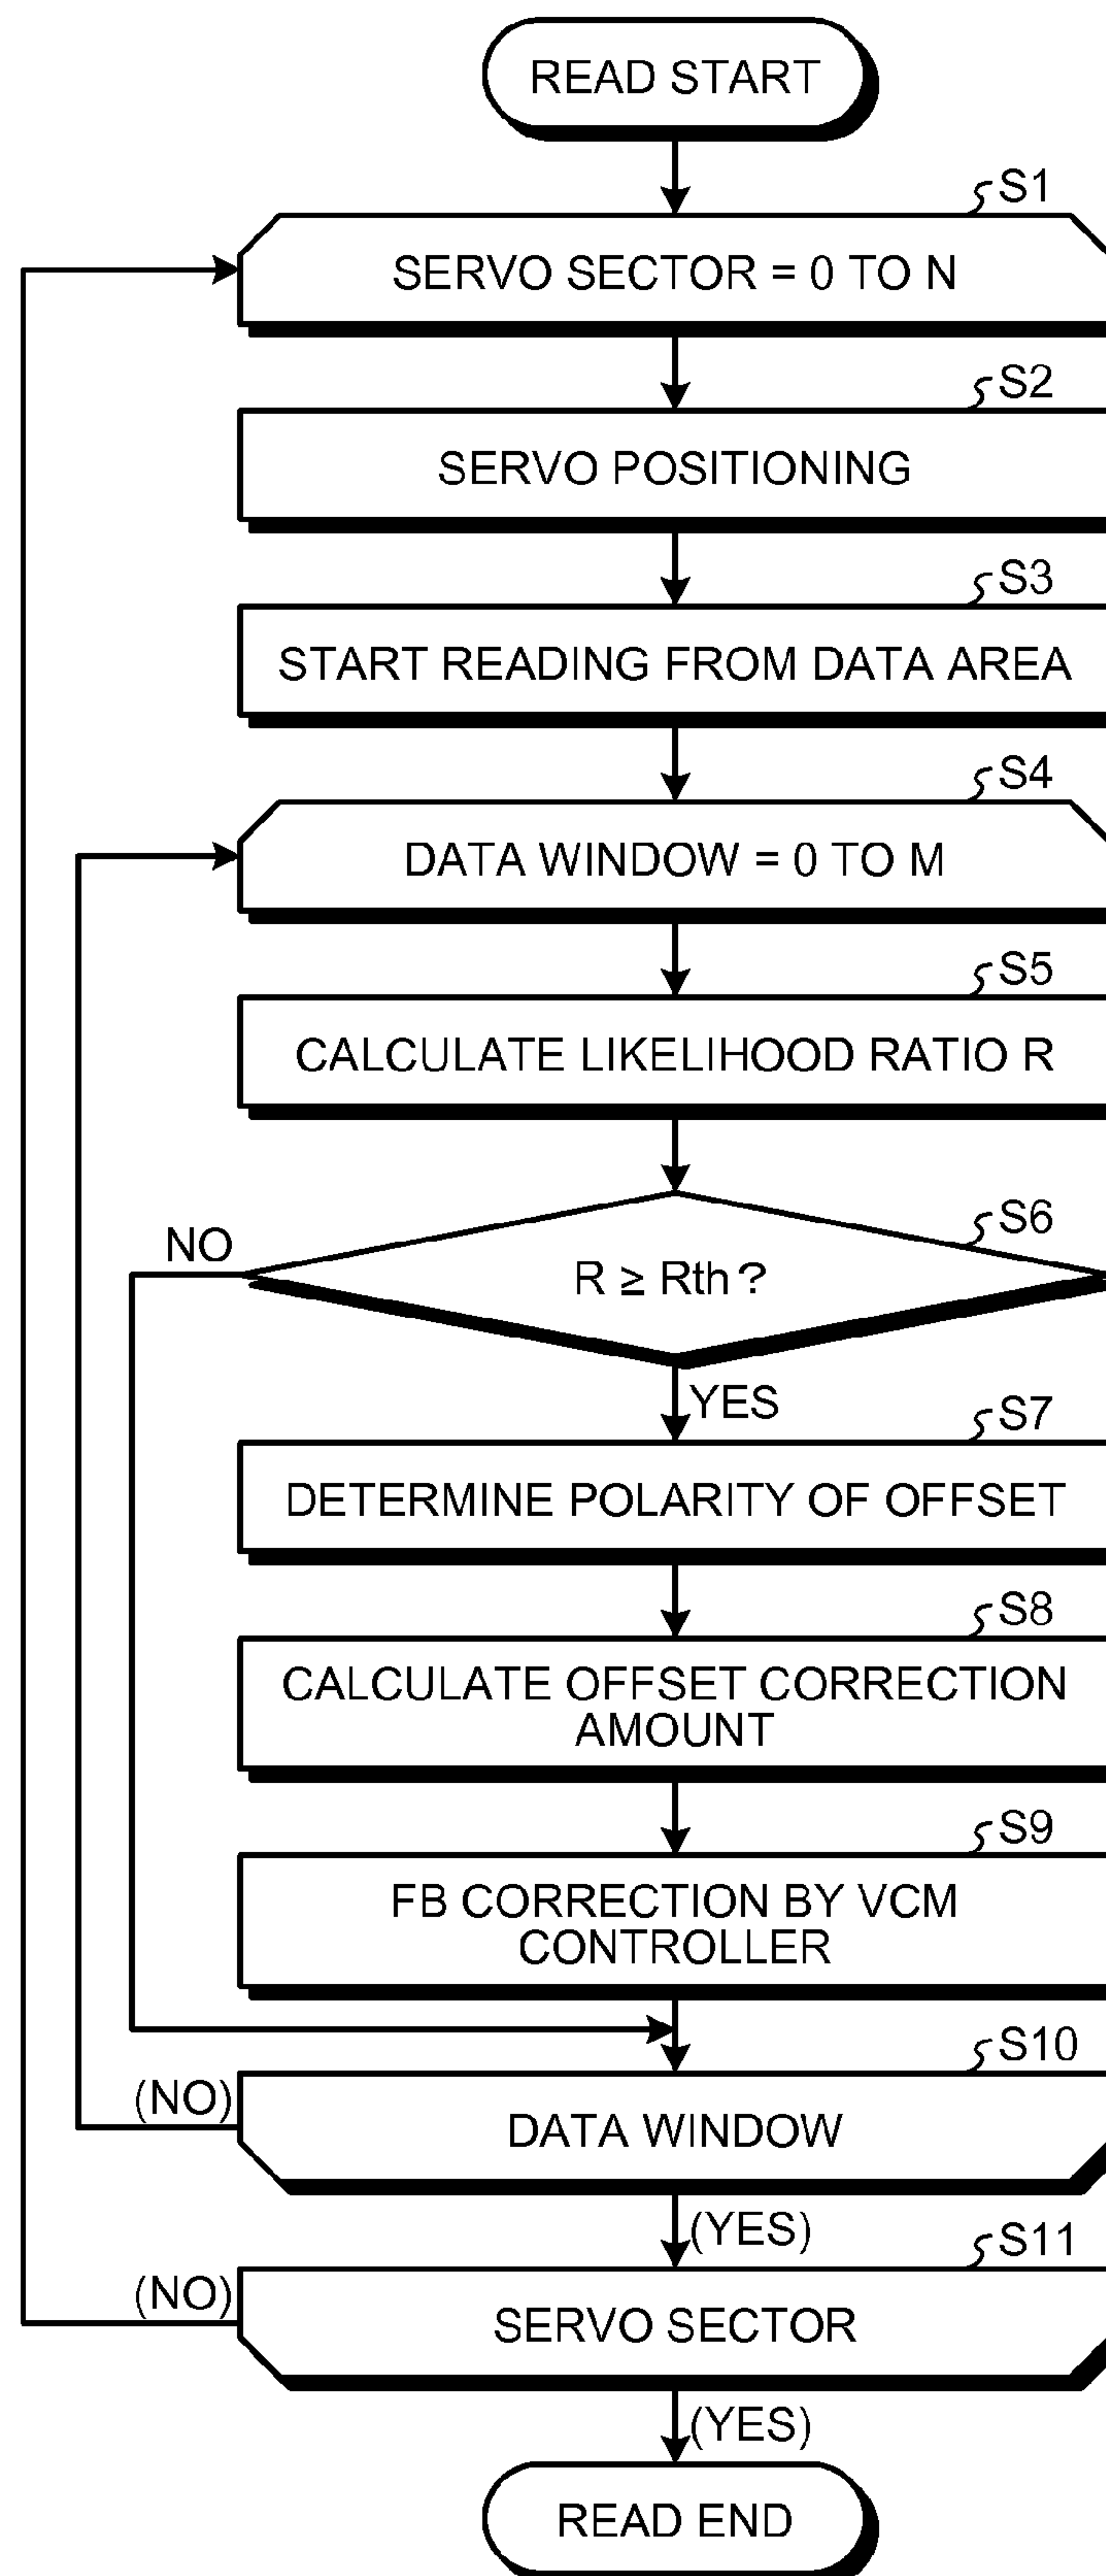 READ START
S1
SERVO SECTOR = 0 TO N
S2
SERVO POSITIONING
S3
START READING FROM DATA AREA
S4
DATA WINDOW = 0 TO M
S5
CALCULATE LIKELIHOOD RATIO R
S6
NO
R ≥ Rth?
YES
S7
DETERMINE POLARITY OF OFFSET
S8
CALCULATE OFFSET CORRECTION
AMOUNT
S9
FB CORRECTION BY VCM
CONTROLLER
S10
(NO)
DATA WINDOW
(YES)
S11
(NO)
SERVO SECTOR
(YES)
READ END